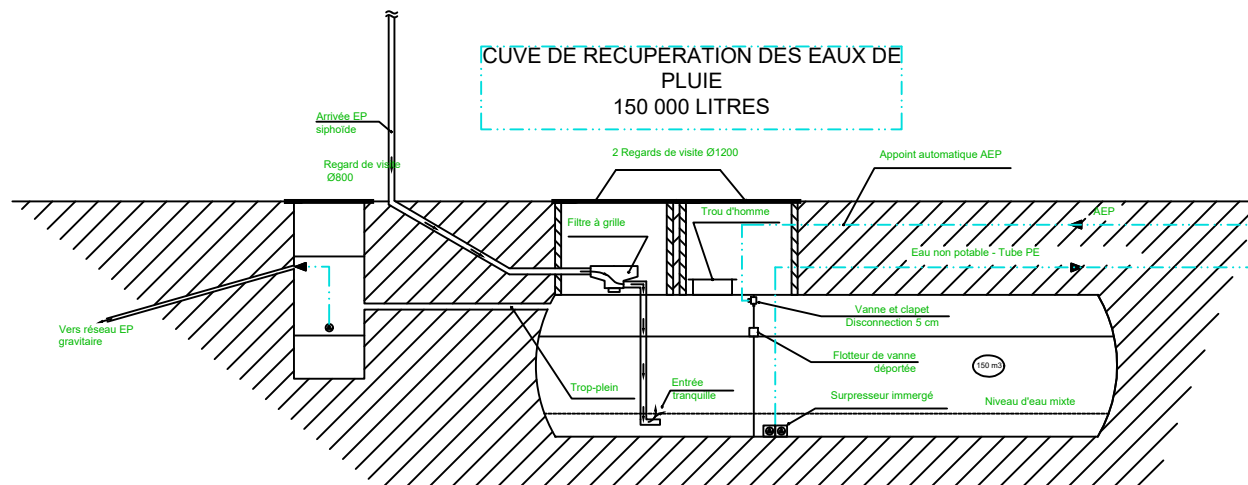 CUVE DE RECUPERATION DES EAUX DE
PLUIE
150 000 LITRES
Arrivée EP
siphoïde
Regard de visite
Ø800
2 Regards de visite Ø1200
Appoint automatique AEP
Filtre à grille
Trou d'homme
AEP
Eau non potable - Tube PE
Vers réseau EP
gravitaire
Vanne et clapet
Disconnection 5 cm
Flotteur de vanne
déportée
150 m3
Trop-plein
Entrée
tranquille
Surpresseur immergé
Niveau d'eau mixte